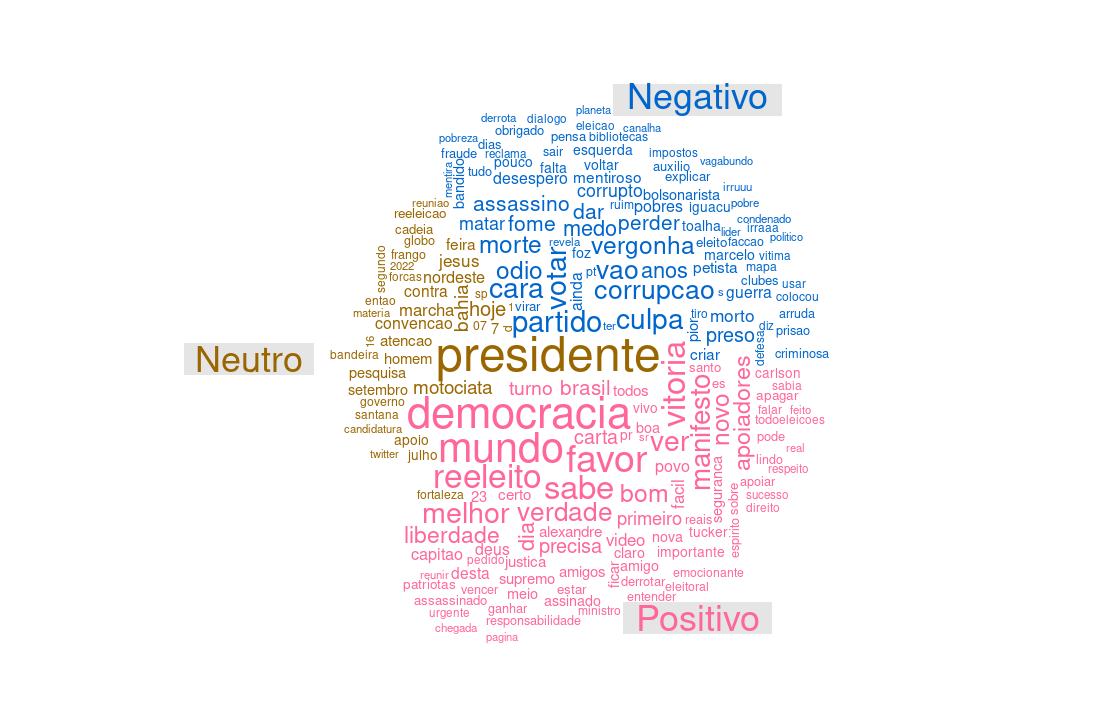 Negativo
planeta
derrota dialogo
eleicao canalha
obrigado
pobreza pensa bibliotecas
dias
fraude reclama sair esquerda impostos
pouco voltar vagabundo
mentira bandido tudo falta auxilio
desespero mentiroso explicar
corrupto bolsonarista irruuu
reuniao assassino dar ruim pobres iguacu pobre
reeleicao
matar fome medo perder toalha condenado
cadeia lider irraaa
globo feira morte revela vergonha eleito faccao politico
segundo frango jesus foz marcelo vitima
2022 odio votar pt vao anos petista mapa
forcas nordeste ainda clubes usar
contra sp cara corrupcao s guerra colocou
entao
materia marcha bahia hoje 1 virar tiro morto arruda
convencao 07 7 d partido ter culpa pior preso diz prisao
16 atencao defesa
bandeira homem presidente criar criminosa
Neutro
pesquisa vitoria santo apoiadores carlson
setembro motociata turno brasil todos manifesto es sabia
governo novo apagar
santana democracia vivo falar feito
candidatura boa todoeleicoes
apoio mundo carta pr sr ver pode
twitter julho favor real
reeleito povo lindo
respeito
fortaleza 23 certo sabe bom facil seguranca apoiar
sucesso
melhor verdade primeiro reais espirito sobre direito
liberdade dia alexandre video nova tucker
capitao deus precisa claro importante
pedido justica
reunir desta amigos ficar amigo emocionante
patriotas supremo derrotar eleitoral
vencer meio estar
assassinado assinado entender
urgente ganhar ministro Positivo
chegada responsabilidade
pagina